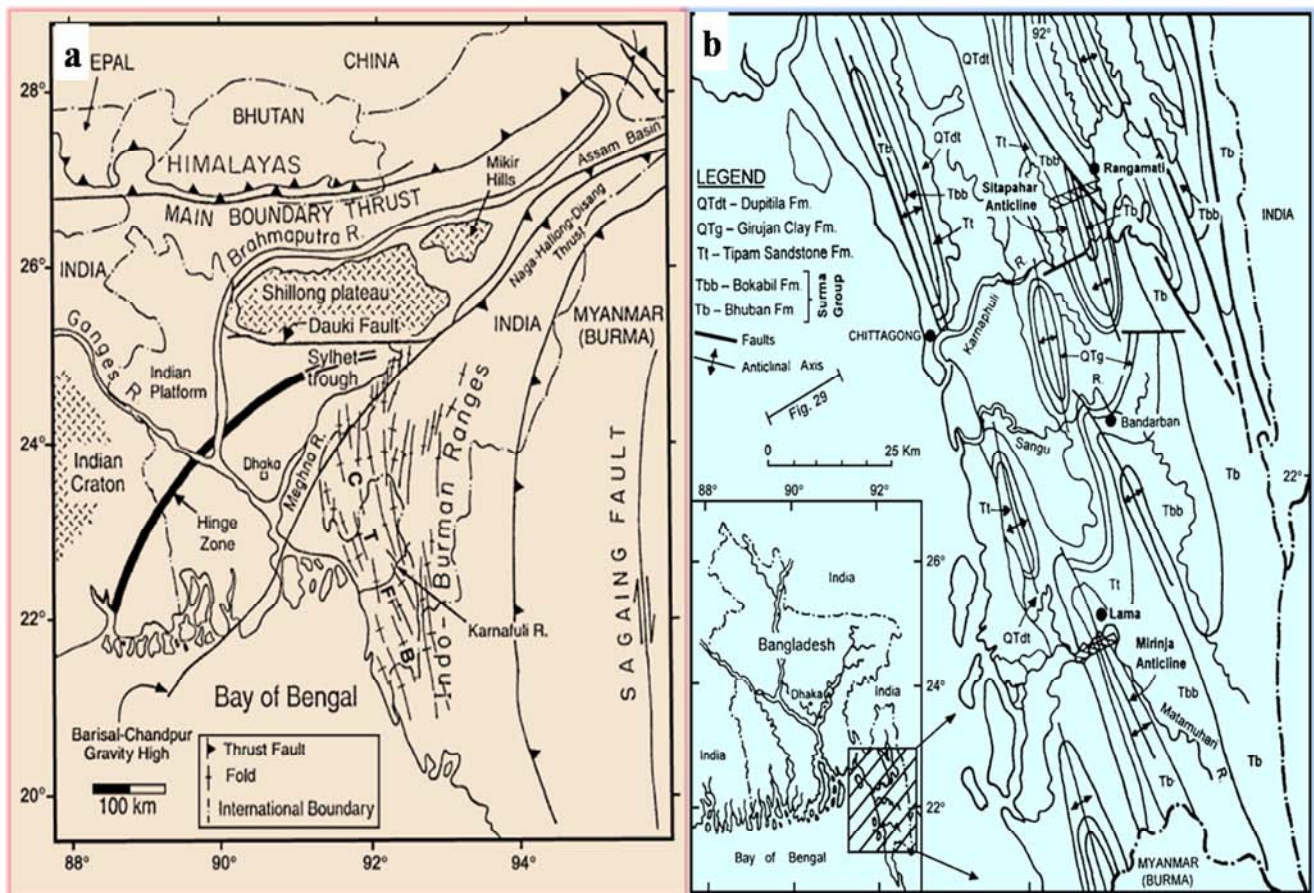 a
EPAL
CHINA
BHUTAN
HIMALAYAS
MAIN BOUNDARY THRUST
Brahmaputra R.
Mikir
Hills
Assam Basin
Naga-Hallong-Disang
Thrust
INDIA
Shillong plateau
Dauki Fault
INDIA
MYANMAR
(BURMA)
Ganges R.
Indian
Platform
Sylhet
trough
Indian
Craton
Dhaka
Meghna R.
Hinge
Zone
C T F B
Indo-Burman Ranges
SAGAING FAULT
Karnafuli R.
Bay of Bengal
Barisal-Chandpur
Gravity High
Thrust Fault
Fold
International Boundary
100 km
28°
26°
24°
22°
20°
88°
90°
92°
94°
b
92°
QTdt
Tb
QTdt
Tt
Tbb
Tb
Rangamati
Sitapahar
Anticline
Tbb
Tt
Tb
Tbb
INDIA
LEGEND
QTdt – Dupitila Fm.
QTg – Girujan Clay Fm.
Tt – Tipam Sandstone Fm.
Tbb – Bokabil Fm.
Tb – Bhuban Fm
Surma
Group
Faults
Anticlinal Axis
Fig. 29
0 25 Km
R.
Karnaphuli
CHITTAGONG
Tb
QTg
R.
Bandarban
Sangu
22°
Tt
Tbb
Tt
Lama
QTdt
Mirinja
Anticline
Tbb
Matamuhari
R.
Tb
Tb
MYANMAR
(BURMA)
88°
90°
92°
26°
24°
22°
India
Bangladesh
Dhaka
India
India
Bay of Bengal